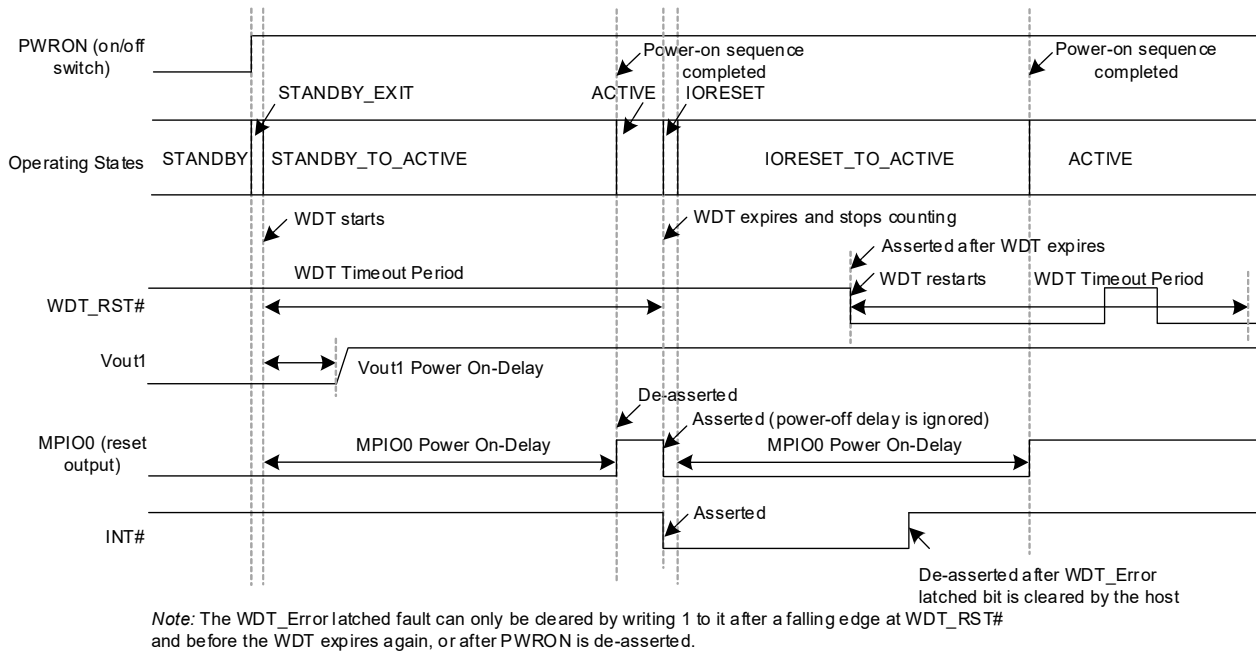 PWRON (on/off
switch)
Power-on sequence
completed
Power-on sequence
completed
STANDBY_EXIT
ACTIVE
IORESET
Operating States
STANDBY
STANDBY_TO_ACTIVE
IORESET_TO_ACTIVE
ACTIVE
WDT starts
WDT expires and stops counting
Asserted after WDT expires
WDT Timeout Period
WDT restarts
WDT Timeout Period
WDT_RST#
Vout1
Vout1 Power On-Delay
De-asserted
Asserted (power-off delay is ignored)
MPIO0 (reset
output)
MPIO0 Power On-Delay
MPIO0 Power On-Delay
Asserted
INT#
De-asserted after WDT_Error
latched bit is cleared by the host
Note: The WDT_Error latched fault can only be cleared by writing 1 to it after a falling edge at WDT_RST#
and before the WDT expires again, or after PWRON is de-asserted.